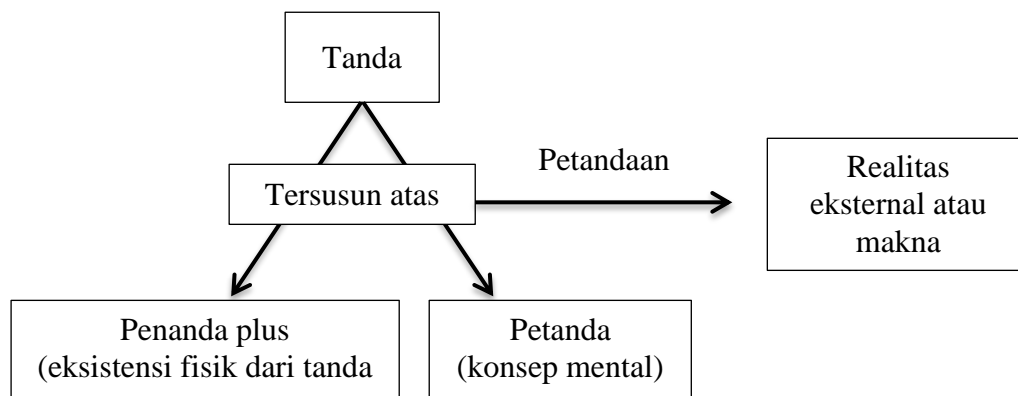 Tanda
Tersusun atas
Petandaan
Realitas
eksternal atau
makna
Penanda plus
(eksistensi fisik dari tanda
Petanda
(konsep mental)